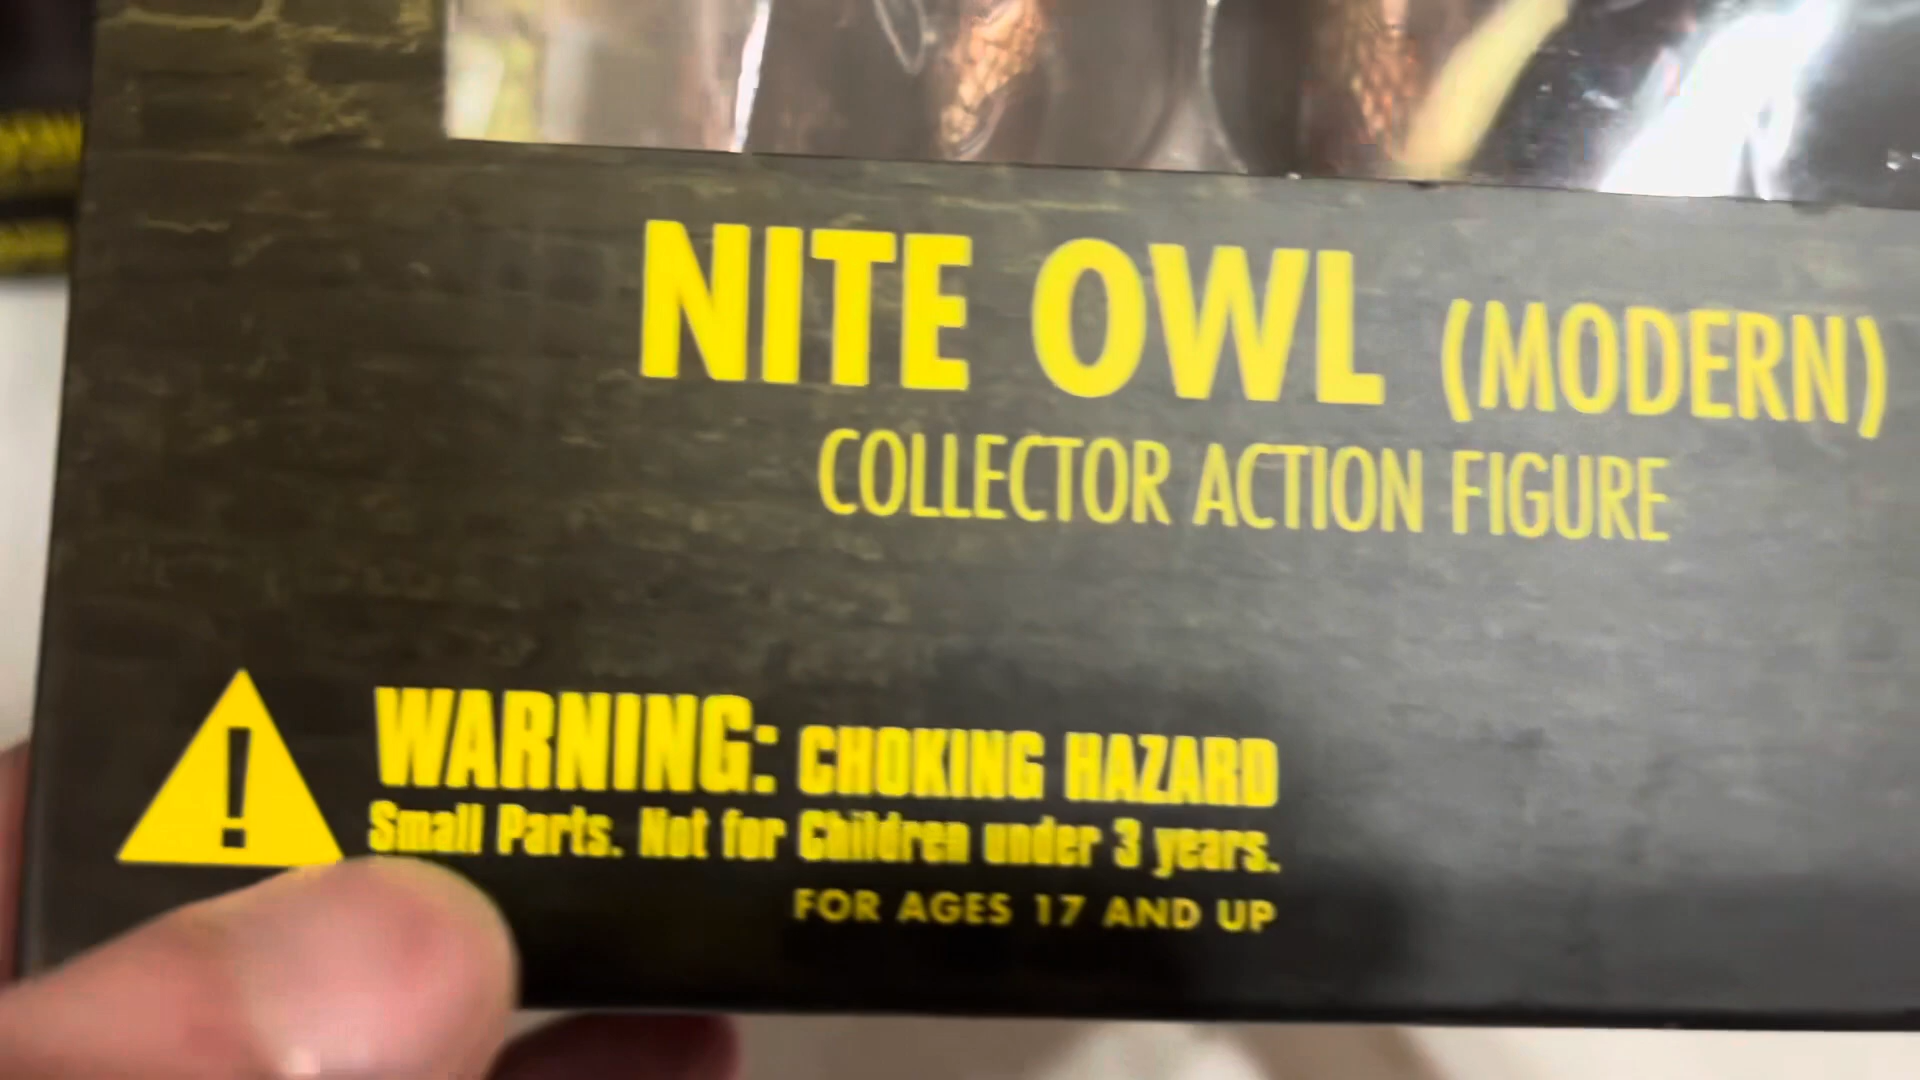 NITE OWL (MODERN)
COLLECTOR ACTION FIGURE
WARNING: CHOKING HAZARD
Small Parts. Not for Children under 3 years.
FOR AGES 17 AND UP